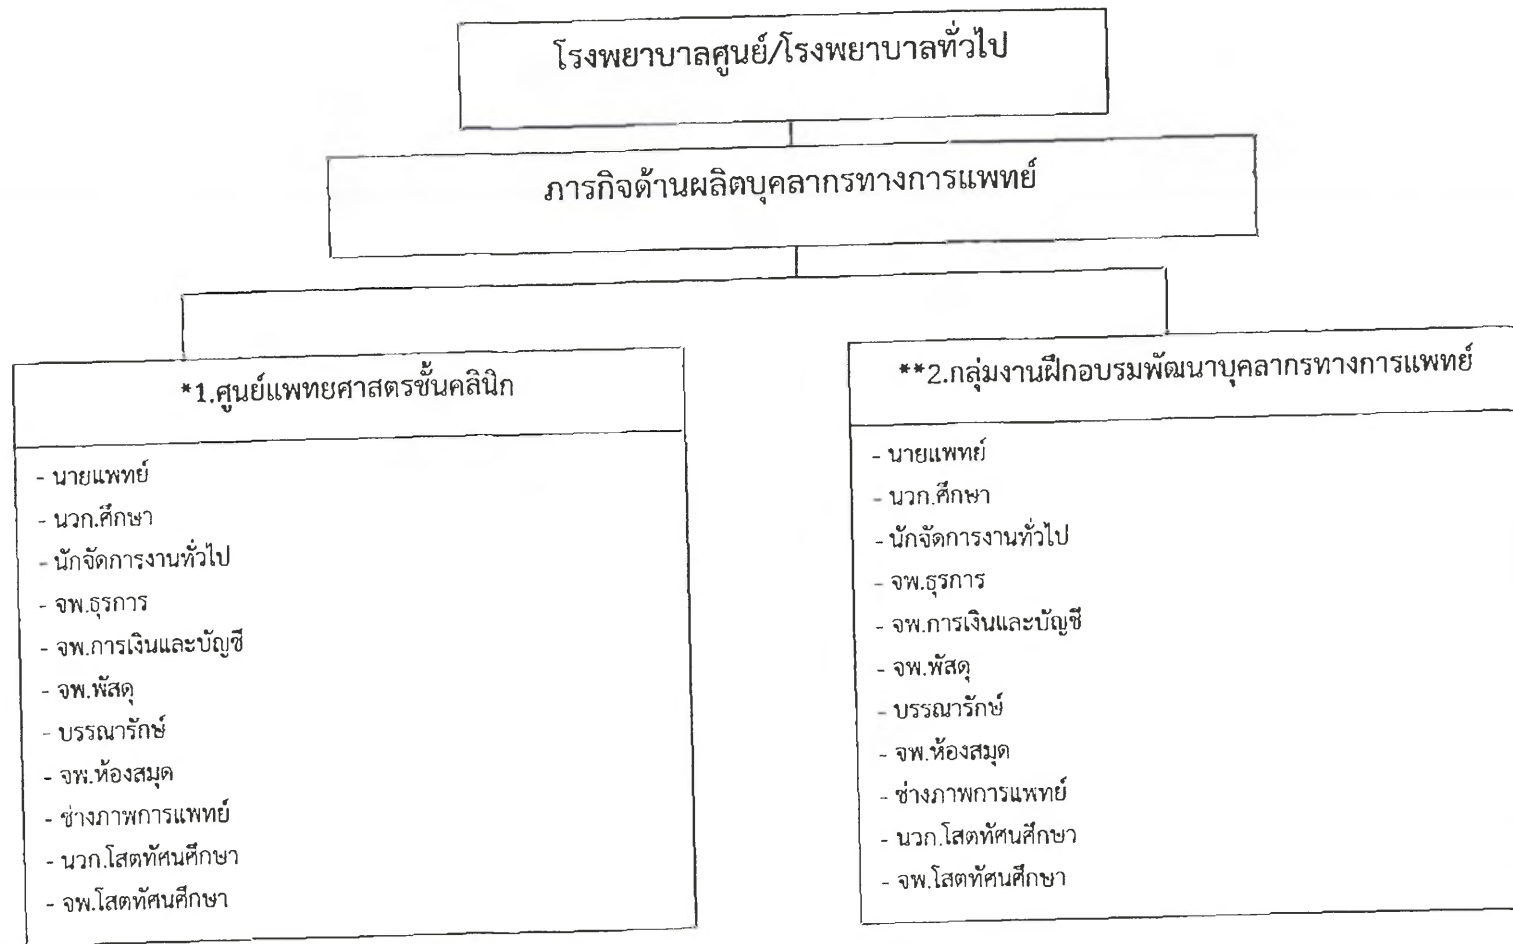 โรงพยาบาลศูนย์/โรงพยาบาลทั่วไป
ภารกิจด้านผลิตบุคลากรทางการแพทย์
*1.ศูนย์แพทยศาสตรชั้นคลินิก
- นายแพทย์
- นวก.ศึกษา
- นักจัดการงานทั่วไป
- จพ.ธุรการ
- จพ.การเงินและบัญชี
- จพ.พัสดุ
- บรรณารักษ์
- จพ.ห้องสมุด
- ช่างภาพการแพทย์
- นวก.โสตทัศนศึกษา
- จพ.โสตทัศนศึกษา
**2.กลุ่มงานฝึกอบรมพัฒนาบุคลากรทางการแพทย์
- นายแพทย์
- นวก.ศึกษา
- นักจัดการงานทั่วไป
- จพ.ธุรการ
- จพ.การเงินและบัญชี
- จพ.พัสดุ
- บรรณารักษ์
- จพ.ห้องสมุด
- ช่างภาพการแพทย์
- นวก.โสตทัศนศึกษา
- จพ.โสตทัศนศึกษา